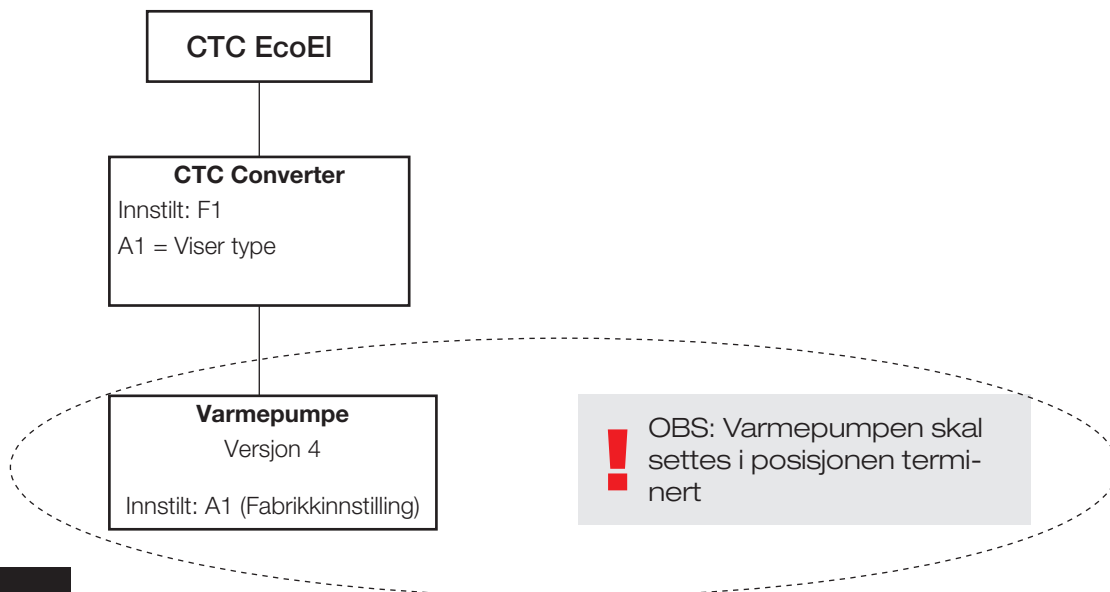 CTC EcoEl
CTC Converter
Innstilt: F1
A1 = Viser type
Varmepumpe
Versjon 4
Innstilt: A1 (Fabrikkinnstilling)
! OBS: Varmepumpen skal
settes i posisjonen termi-
nert